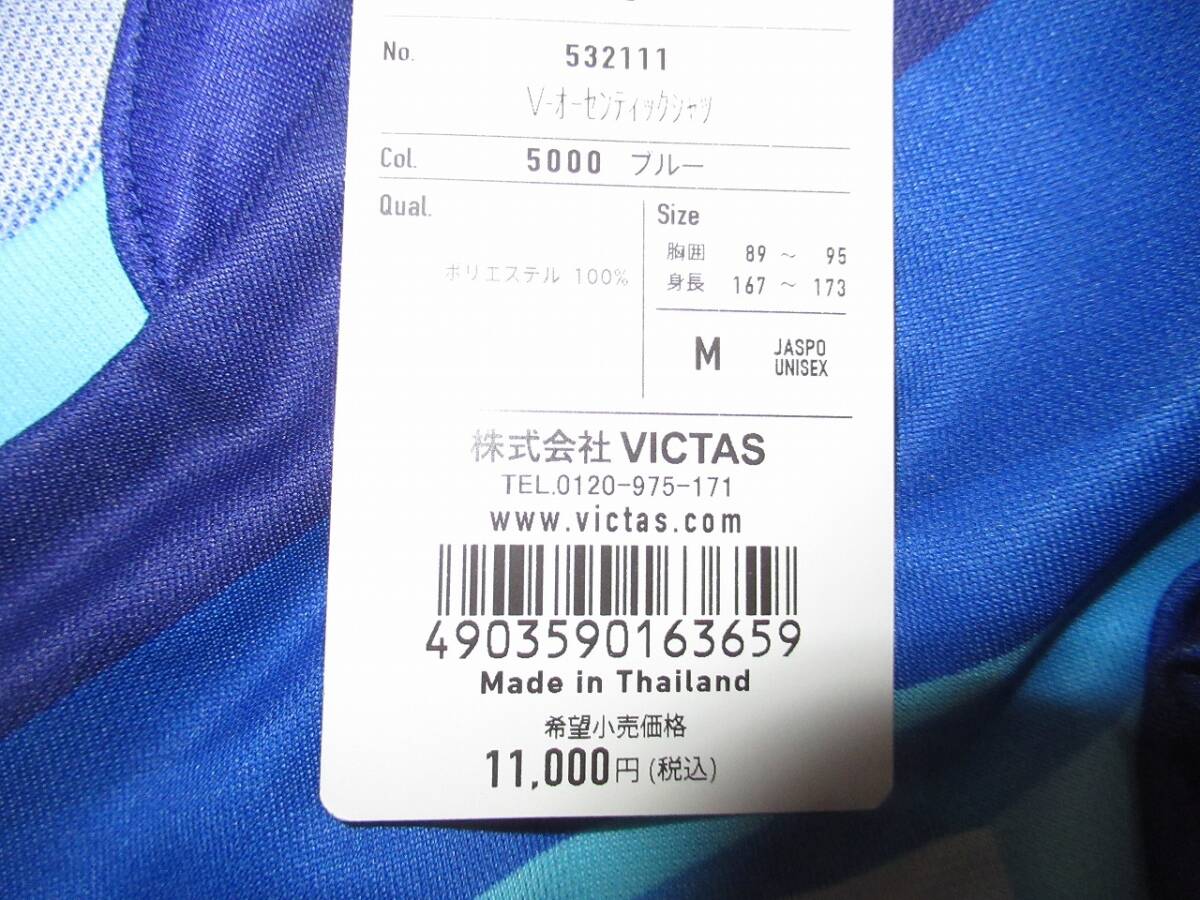 No. 532111
V-オーセンティックシャツ
Col. 5000 ブルー
Qual.
ポリエステル 100%
Size
胸囲 89 ～ 95
身長 167 ～ 173
M JASPO UNISEX
株式会社 VICTAS
TEL.0120-975-171
www.victas.com
4903590163659
Made in Thailand
希望小売価格
11,000円(税込)